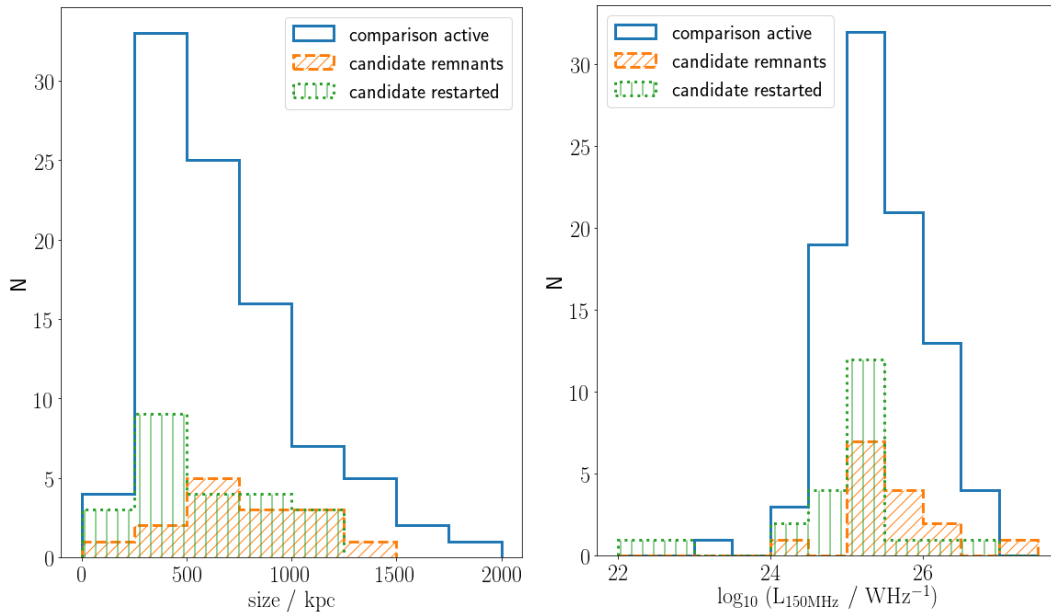 comparison active
candidate remnants
candidate restarted
N
30
25
20
15
10
5
0
0
500
1000
1500
2000
size / kpc
comparison active
candidate remnants
candidate restarted
N
30
25
20
15
10
5
0
22
24
26
log₁₀ (L₁₅₀MHz / WHz⁻¹)